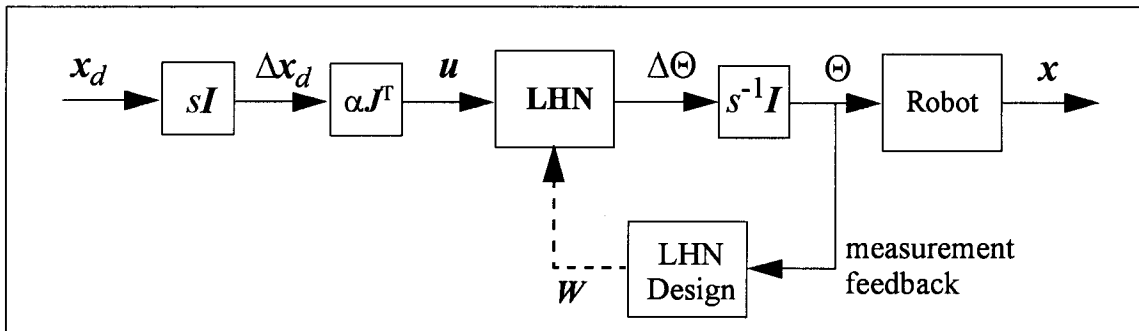 x_d
sI
Δx_d
αJ^T
u
LHN
ΔΘ
s^-1 I
Θ
Robot
x
LHN
Design
W
measurement
feedback